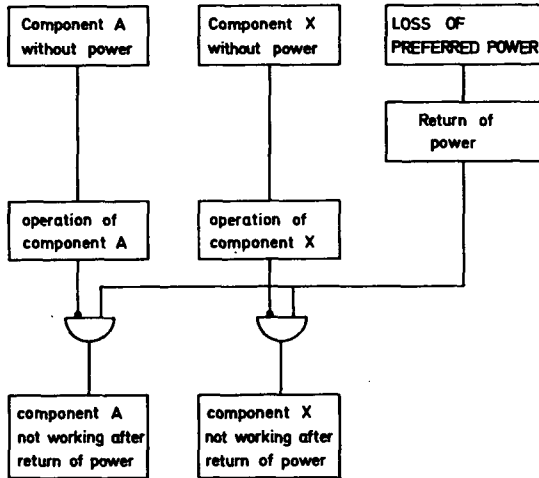 Component A
without power
Component X
without power
LOSS OF
PREFERRED POWER
Return of
power
operation of
component A
operation of
component X
component A
not working after
return of power
component X
not working after
return of power